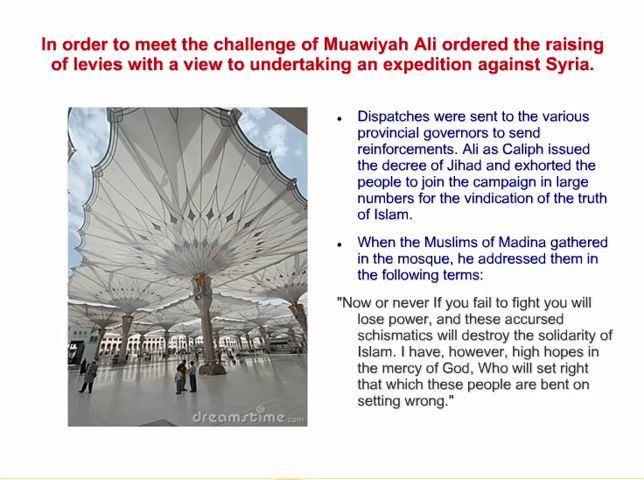 In order to meet the challenge of Muawiyah Ali ordered the raising
of levies with a view to undertaking an expedition against Syria.
• Dispatches were sent to the various
provincial governors to send
reinforcements. Ali as Caliph issued
the decree of Jihad and exhorted the
people to join the campaign in large
numbers for the vindication of the truth
of Islam.
• When the Muslims of Madina gathered
in the mosque, he addressed them in
the following terms:
"Now or never If you fail to fight you will
lose power, and these accursed
schismatics will destroy the solidarity of
Islam. I have, however, high hopes in
the mercy of God, Who will set right
that which these people are bent on
setting wrong."
dreamstime.com